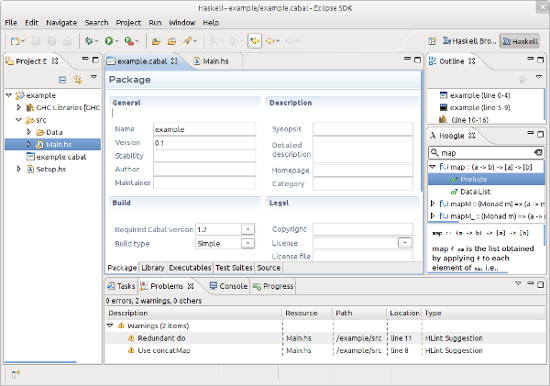 Haskell - example/example.cabal - Eclipse SDK
File Edit Navigate Search Project Run Window Help
Haskell Bro... Haskell
Project E
example
GHC Libraries [GHC
src
Data
Main.hs
example.cabal
Setup.hs
example.cabal Main.hs
Package
General
Name example
Version 0.1
Stability
Author
Maintainer
Description
Synopsis
Detailed
description
Homepage
Category
Build
Required Cabal version 1.2
Build type Simple
Legal
Copyright
License
License file
Package Library Executables Test Suites Source
Outline
example (line 0-4)
example (line 5-9)
(line 10-16)
Hoogle
map
map :: (a -> b) -> [a] -> [b]
Prelude
Data.List
mapM :: (Monad m) => (a -> m
mapM_ :: (Monad m) => (a ->
map :: (a -> b) -> [a] -> [b]
map f xs is the list obtained
by applying f to each
element of xs, i.e.,
Tasks Problems Console Progress
0 errors, 2 warnings, 0 others
Description Resource Path Location Type
Warnings (2 items)
Redundant do Main.hs /example/src line 11 HLint Suggestion
Use concatMap Main.hs /example/src line 8 HLint Suggestion